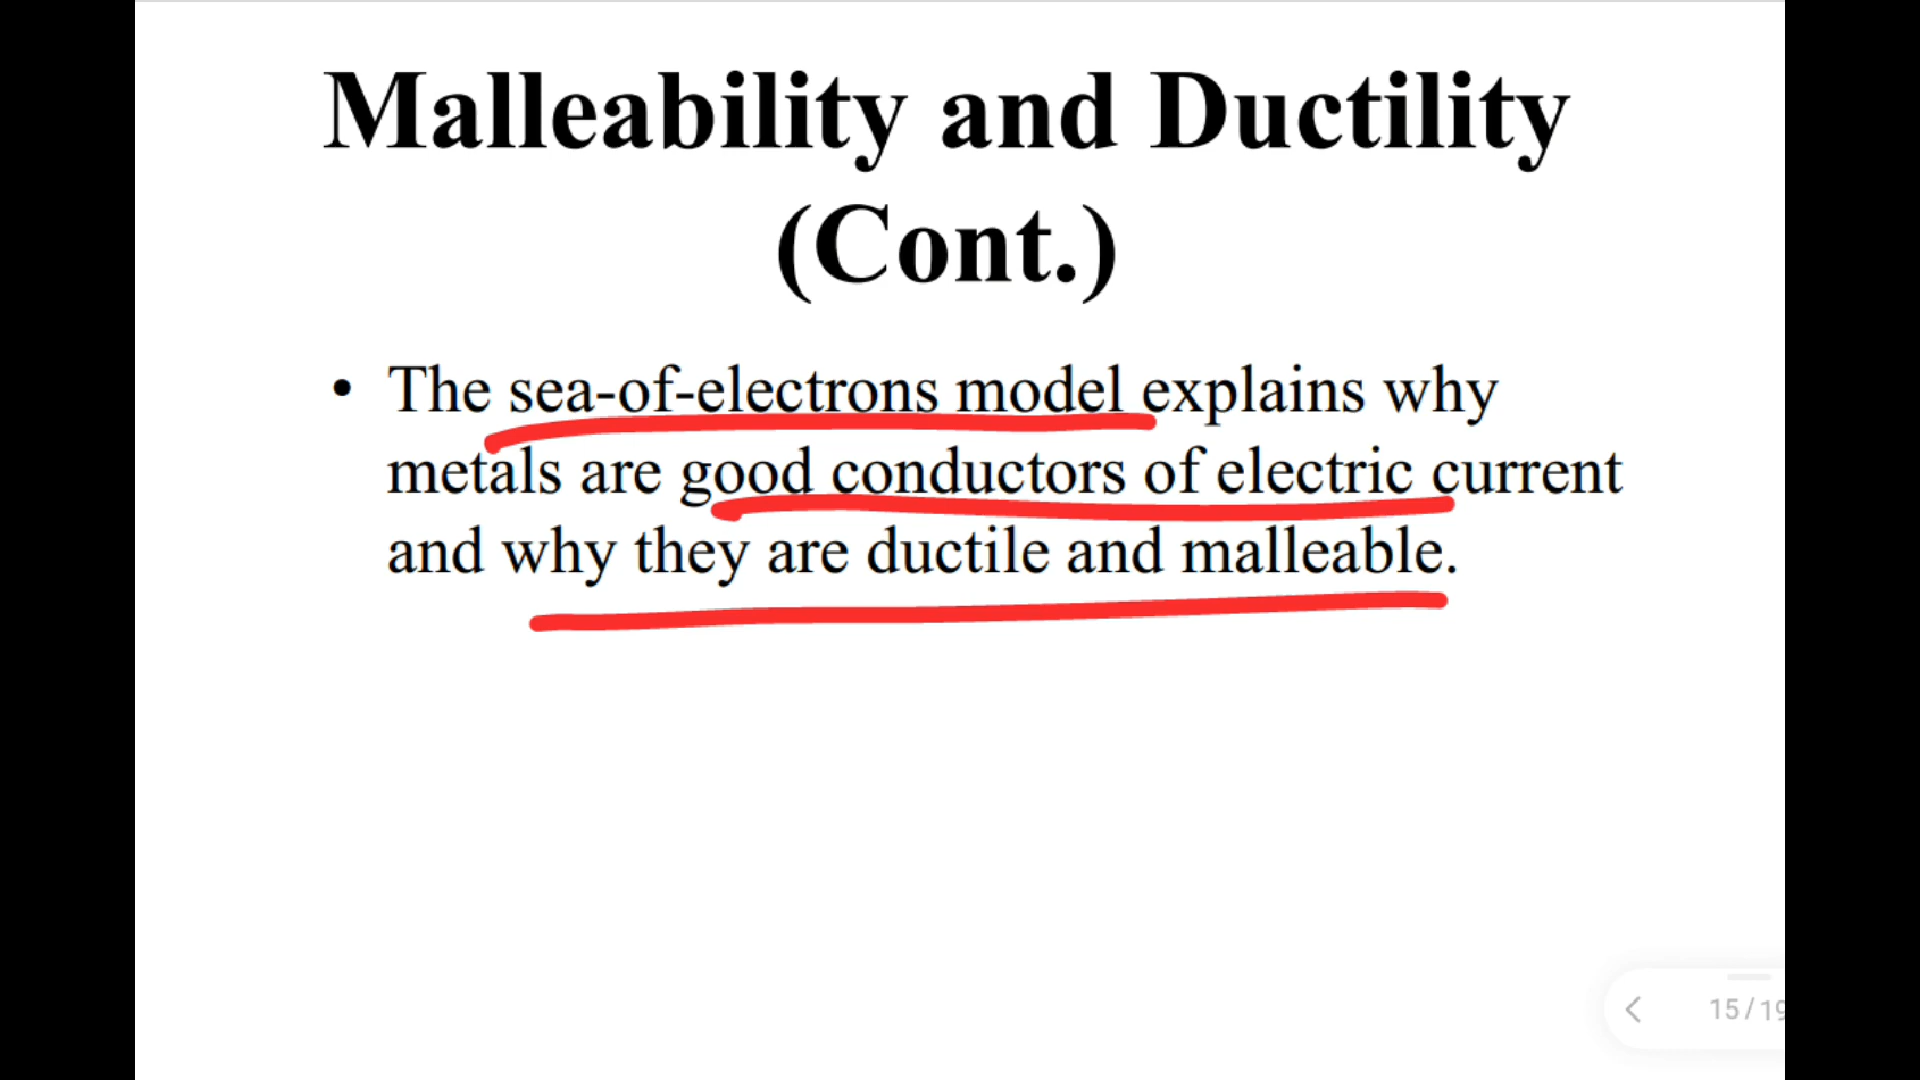 Malleability and Ductility
(Cont.)
• The sea-of-electrons model explains why
metals are good conductors of electric current
and why they are ductile and malleable.
15/19